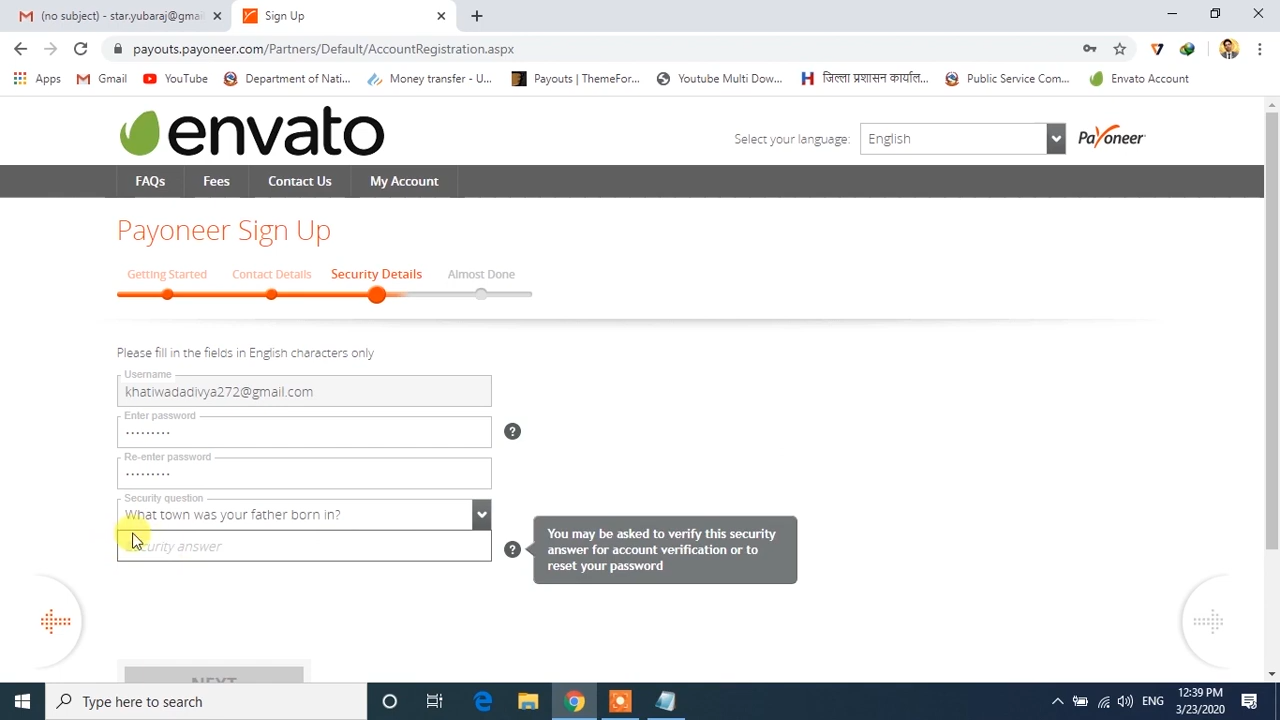 (no subject) - star.yubaraj@gma
Sign Up
payouts.payoneer.com/Partners/Default/AccountRegistration.aspx
Apps
Gmail
YouTube
Department of Nati...
Money transfer - U...
Payouts | ThemeFor...
Youtube Multi Dow...
जिल्ला प्रशासन कार्याल...
Public Service Com...
Envato Account
envato
Select your language:
English
Payoneer
FAQs
Fees
Contact Us
My Account
Payoneer Sign Up
Getting Started
Contact Details
Security Details
Almost Done
Please fill in the fields in English characters only
Username
khatiwadadivya272@gmail.com
Enter password
Re-enter password
Security question
What town was your father born in?
urity answer
You may be asked to verify this security
answer for account verification or to
reset your password
NEXT
Type here to search
ENG
12:39 PM
3/23/2020